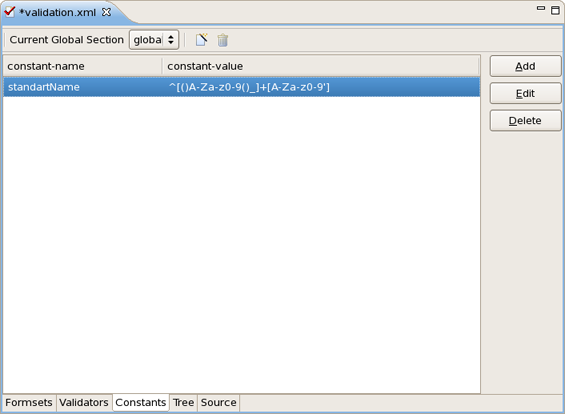 *validation.xml
Current Global Section globa
constant-name constant-value
standartName ^[()A-Za-z0-9()_]+[A-Za-z0-9']
Add
Edit
Delete
Formsets Validators Constants Tree Source